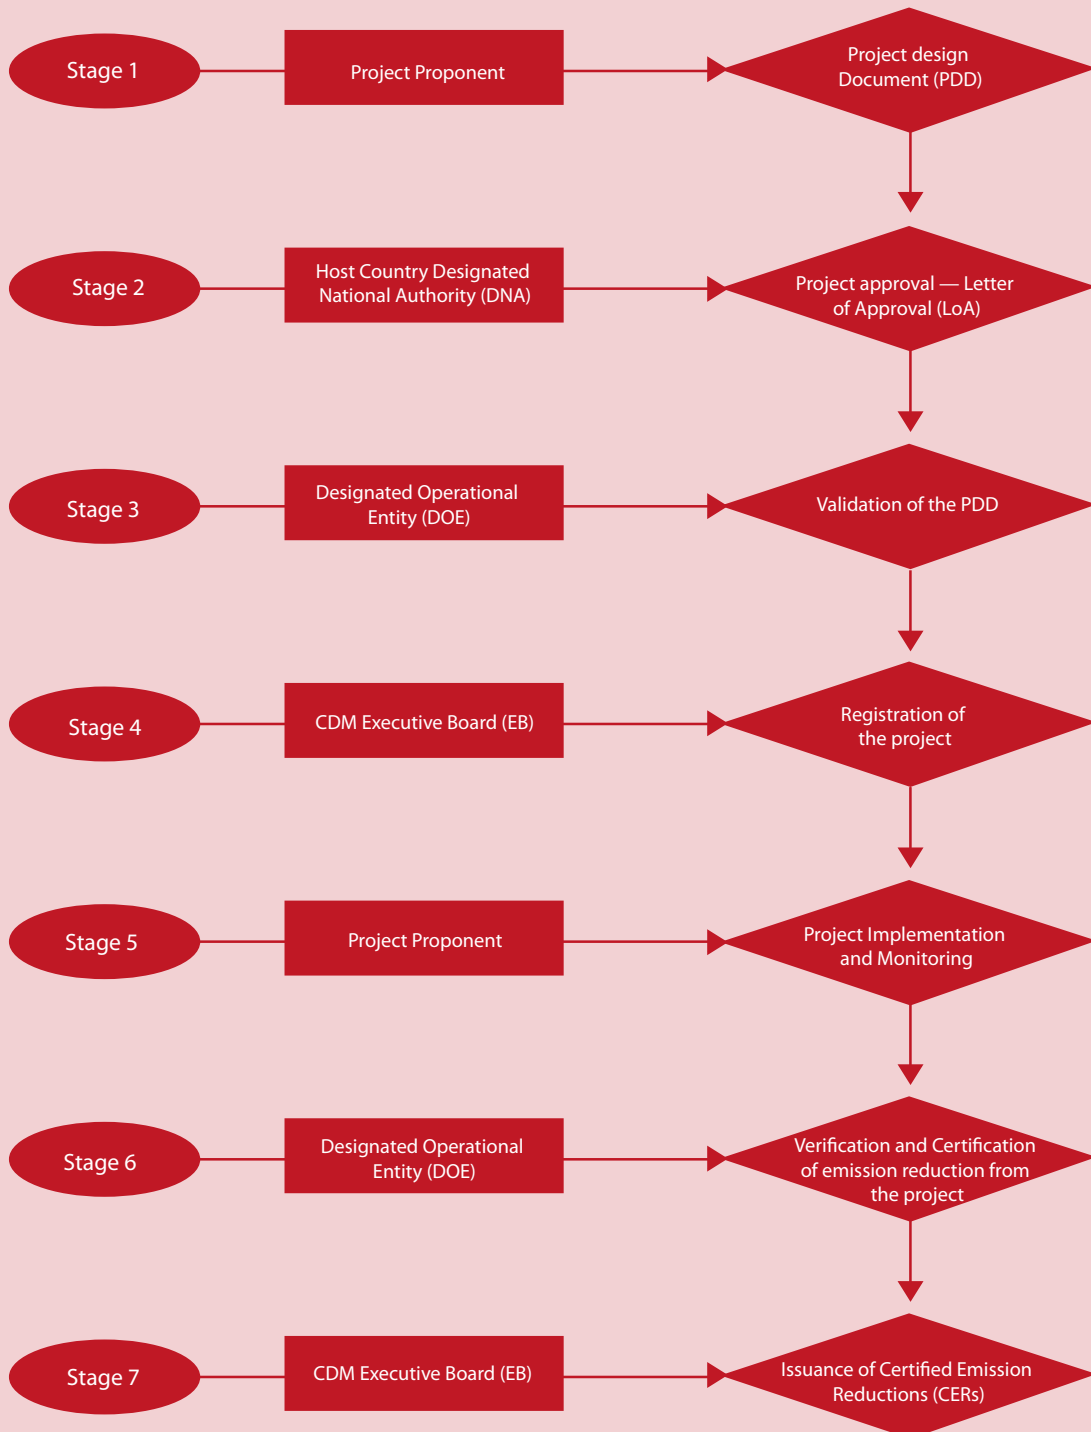 Stage 1
Project Proponent
Project design
Document (PDD)
Stage 2
Host Country Designated
National Authority (DNA)
Project approval — Letter
of Approval (LoA)
Stage 3
Designated Operational
Entity (DOE)
Validation of the PDD
Stage 4
CDM Executive Board (EB)
Registration of
the project
Stage 5
Project Proponent
Project Implementation
and Monitoring
Stage 6
Designated Operational
Entity (DOE)
Verification and Certification
of emission reduction from
the project
Stage 7
CDM Executive Board (EB)
Issuance of Certified Emission
Reductions (CERs)